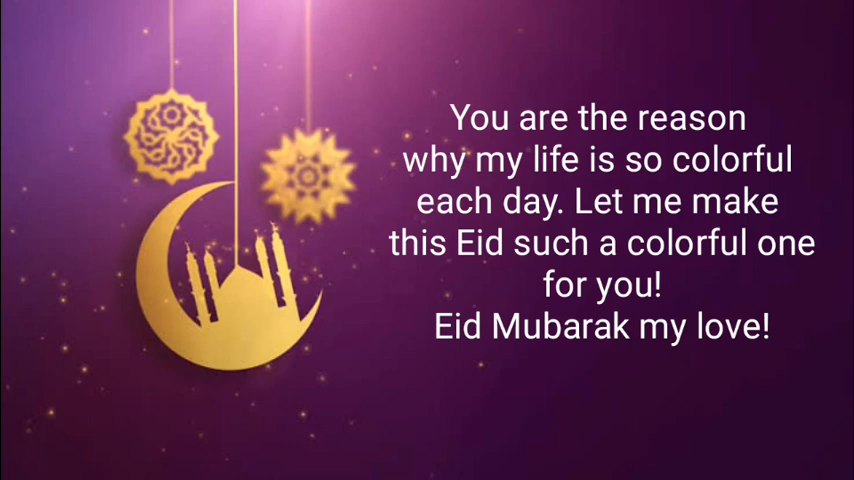 You are the reason
why my life is so colorful
each day. Let me make
this Eid such a colorful one
for you!
Eid Mubarak my love!